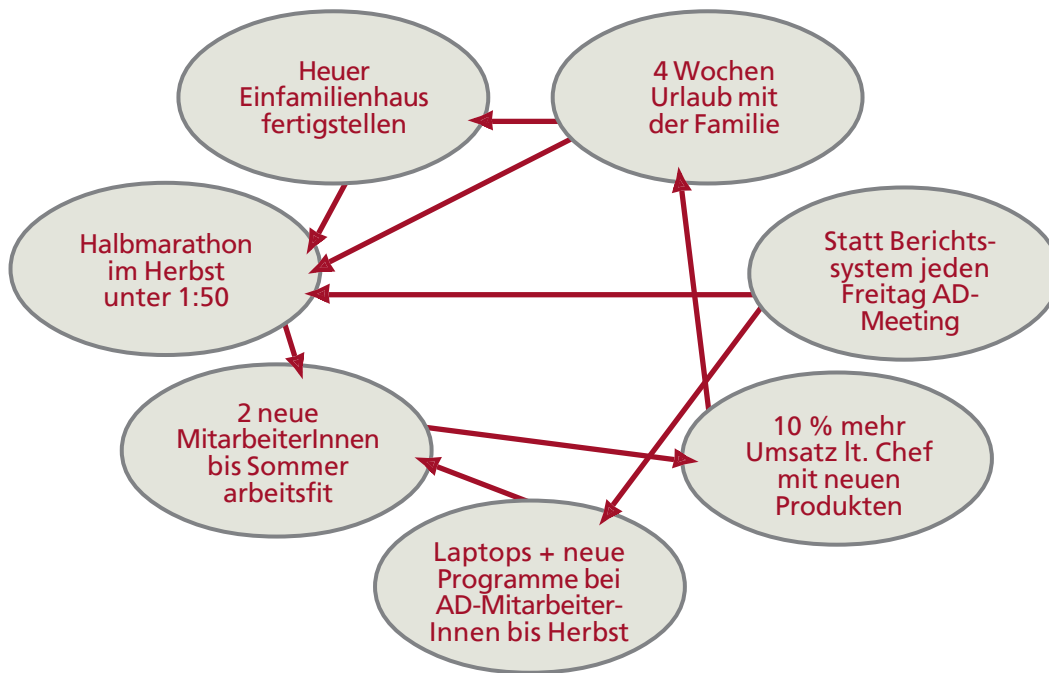 Heuer
Einfamilienhaus
fertigstellen
4 Wochen
Urlaub mit
der Familie
Halbmarathon
im Herbst
unter 1:50
Statt Berichts-
system jeden
Freitag AD-
Meeting
2 neue
MitarbeiterInnen
bis Sommer
arbeitsfit
10 % mehr
Umsatz lt. Chef
mit neuen
Produkten
Laptops + neue
Programme bei
AD-Mitarbeiter-
Innen bis Herbst